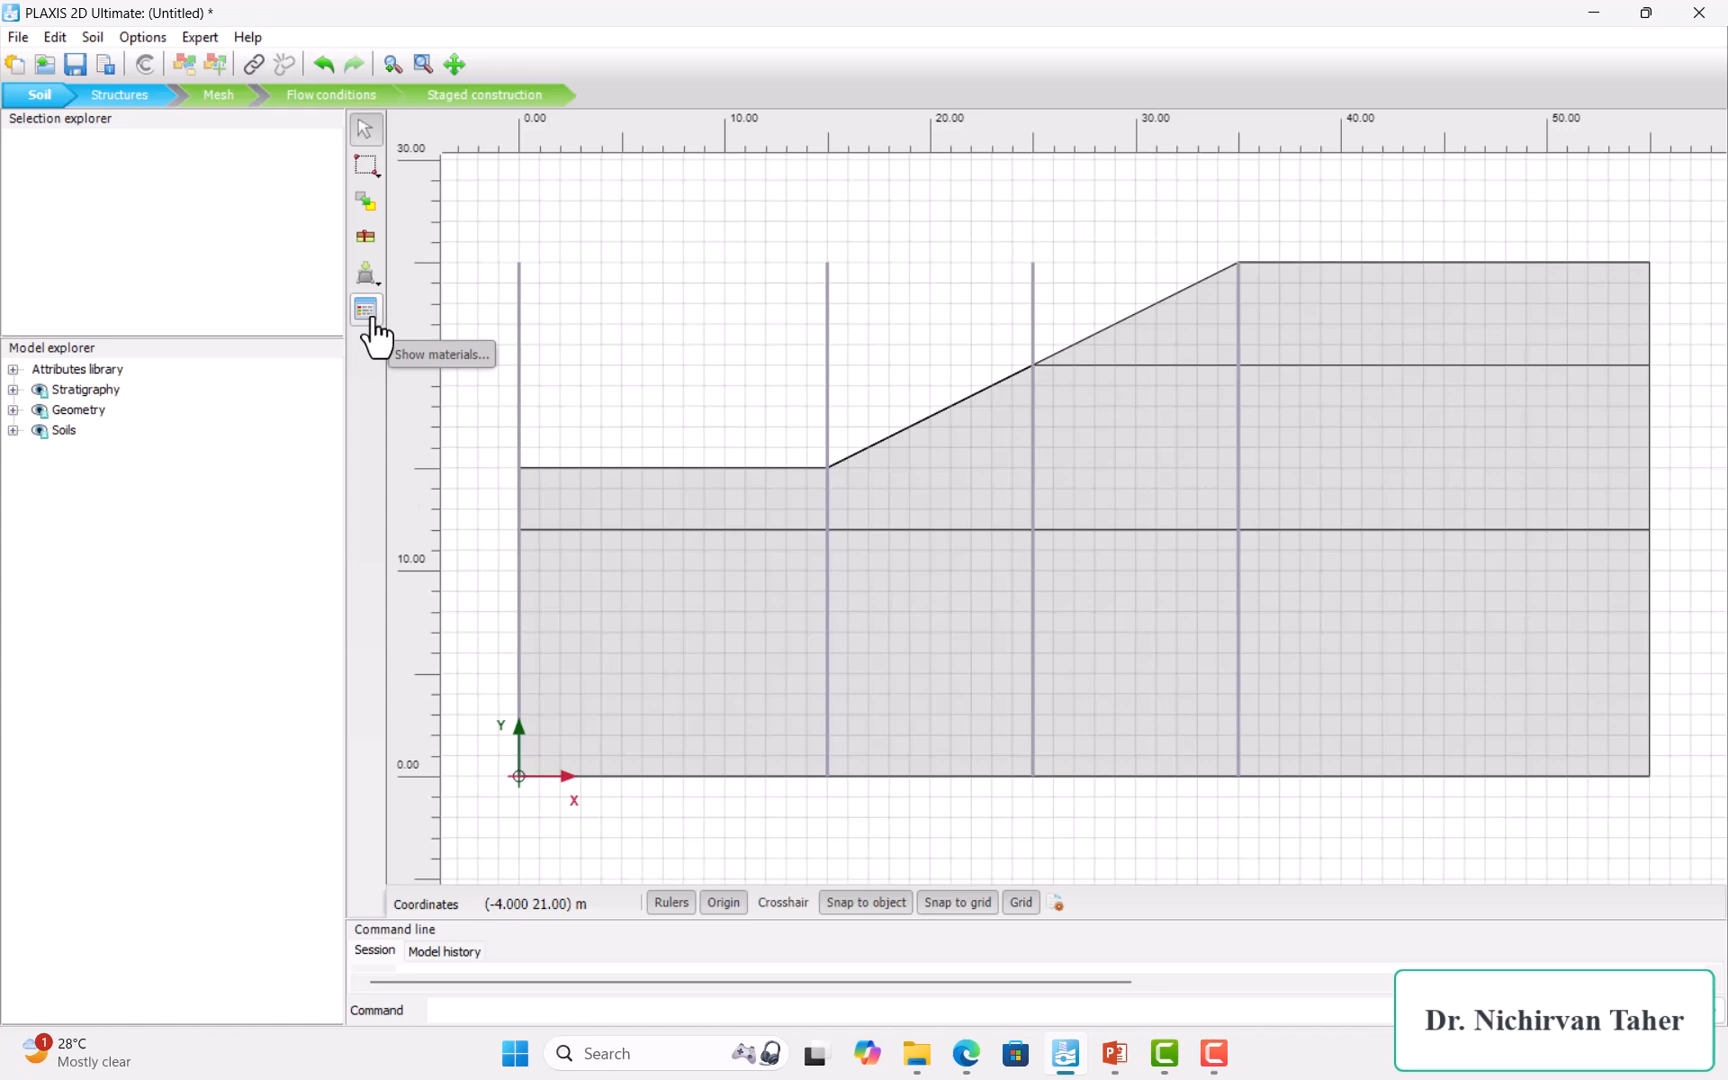 PLAXIS 2D Ultimate: (Untitled) *
File Edit Soil Options Expert Help
Soil Structures Mesh Flow conditions Staged construction
Selection explorer
0.00 10.00 20.00 30.00 40.00 50.00
30.00
Show materials...
Model explorer
Attributes library
Stratigraphy
Geometry
Soils
10.00
0.00
Y
X
Coordinates (-4.000 21.00) m Rulers Origin Crosshair Snap to object Snap to grid Grid
Command line
Session Model history
Command
Dr. Nichirvan Taher
1
28°C
Mostly clear
Search